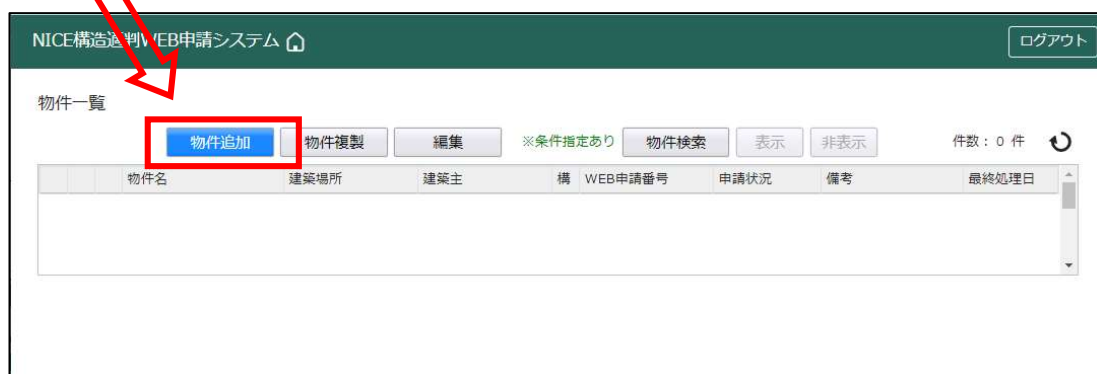 NICE構造適判WEB申請システム
ログアウト
物件一覧
物件追加 物件複製 編集 ※条件指定あり 物件検索 表示 非表示 件数： 0 件
物件名 建築場所 建築主 構 WEB申請番号 申請状況 備考 最終処理日